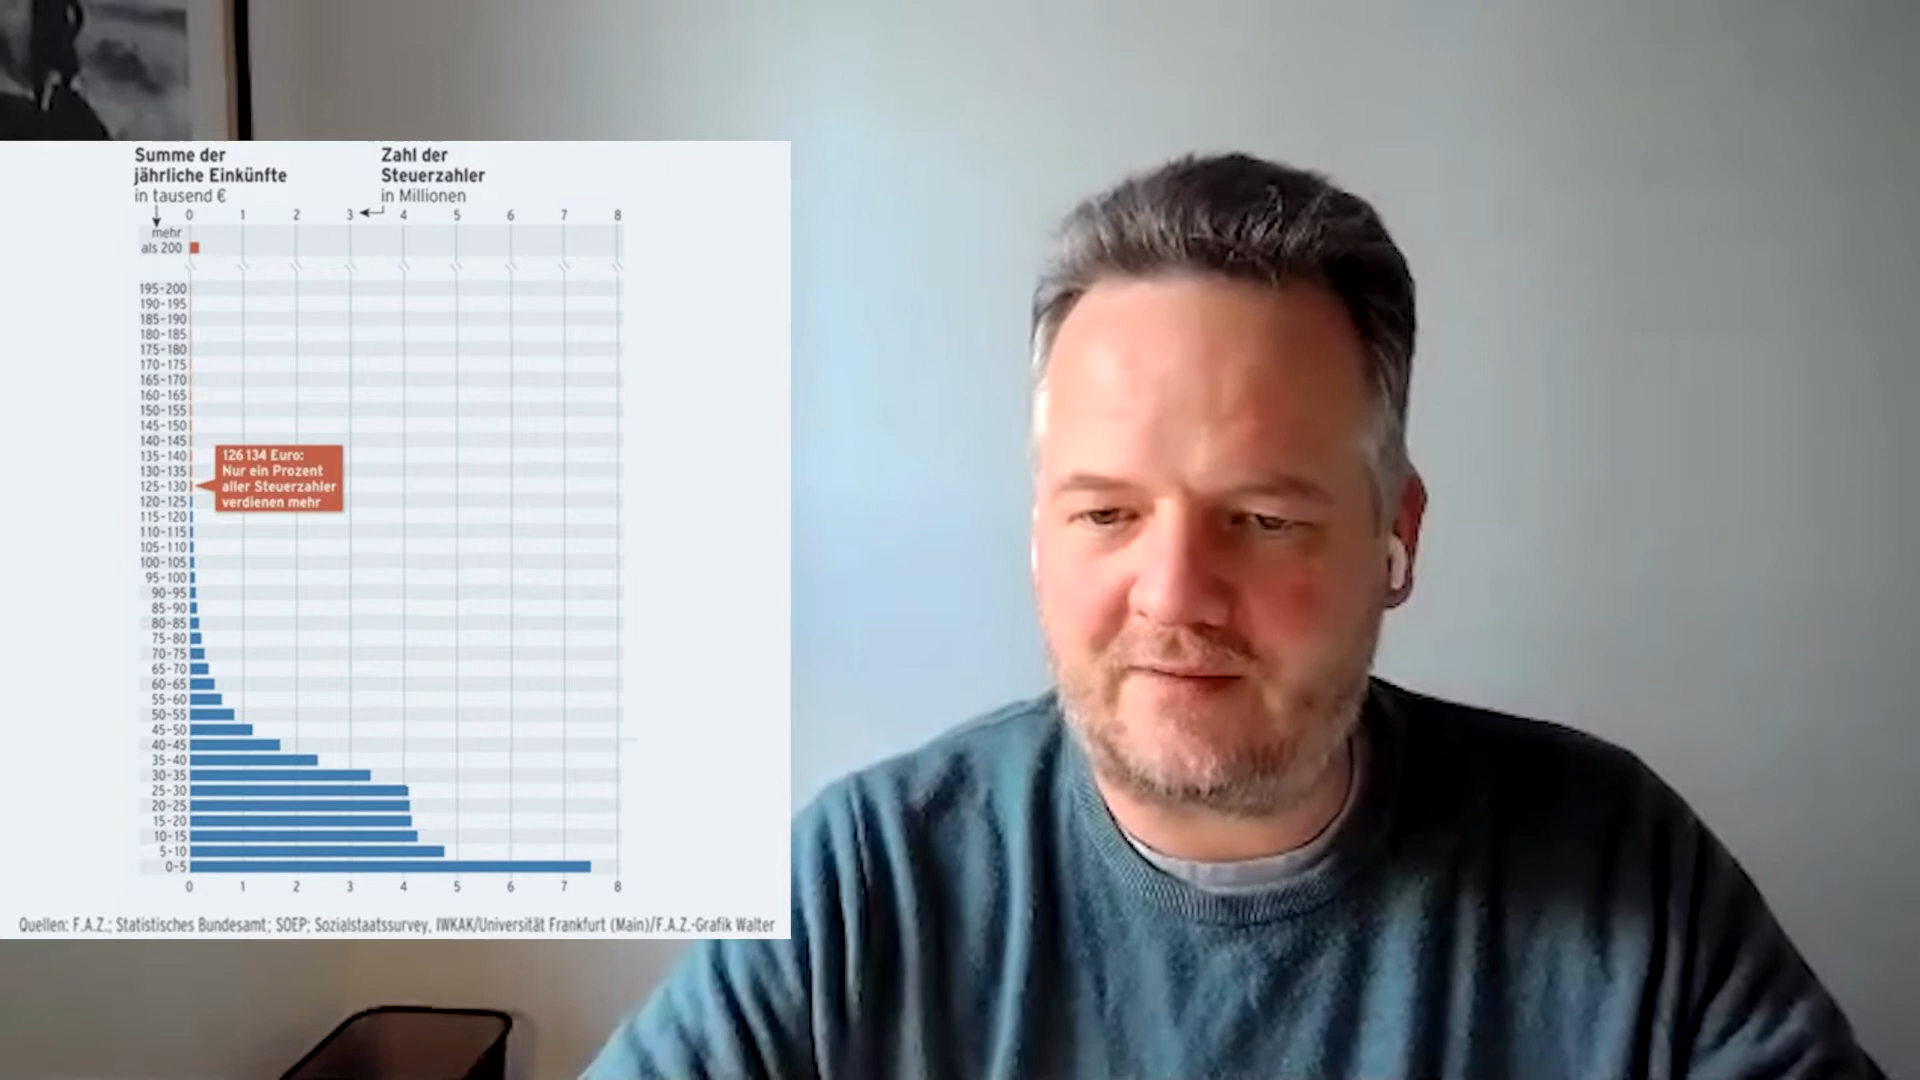 Summe der
jährliche Einkünfte
in tausend €
Zahl der
Steuerzahler
in Millionen
0 1 2 3 4 5 6 7 8
mehr
als 200
195-200
190-195
185-190
180-185
175-180
170-175
165-170
160-165
150-155
145-150
140-145
135-140
130-135
125-130
120-125
115-120
110-115
105-110
100-105
95-100
90-95
85-90
80-85
75-80
70-75
65-70
60-65
55-60
50-55
45-50
40-45
35-40
30-35
25-30
20-25
15-20
10-15
5-10
0-5
126 134 Euro:
Nur ein Prozent
aller Steuerzahler
verdienen mehr
0 1 2 3 4 5 6 7 8
Quellen: F.A.Z.; Statistisches Bundesamt; SOEP; Sozialstaatssurvey, IWKAK/Universität Frankfurt (Main)/F.A.Z.-Grafik Walter